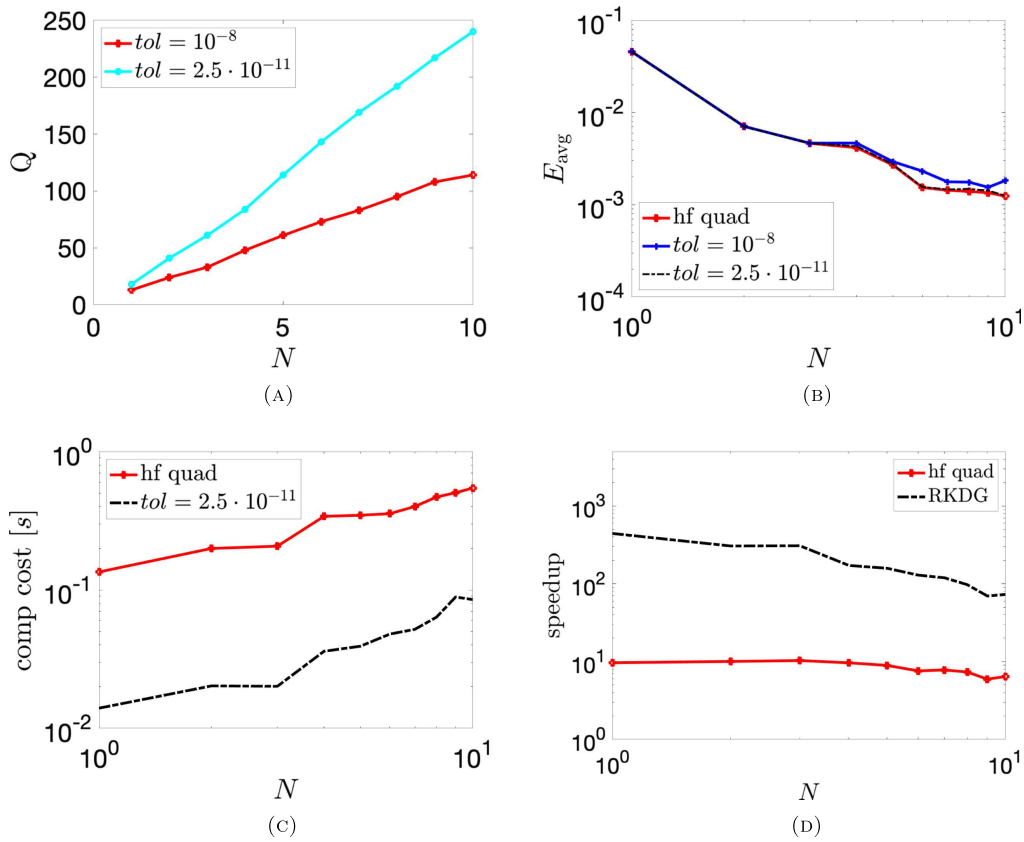 250
200
150
100
50
0
0
5
10
Q
N
tol = 10^{-8}
tol = 2.5 · 10^{-11}
(A)
10^{-1}
10^{-2}
10^{-3}
10^{-4}
10^{0}
10^{1}
E_{avg}
N
hf quad
tol = 10^{-8}
tol = 2.5 · 10^{-11}
(B)
10^{0}
10^{-1}
10^{-2}
10^{0}
10^{1}
comp cost [s]
N
hf quad
tol = 2.5 · 10^{-11}
(C)
10^{3}
10^{2}
10^{1}
10^{0}
10^{0}
10^{1}
speedup
N
hf quad
RKDG
(D)